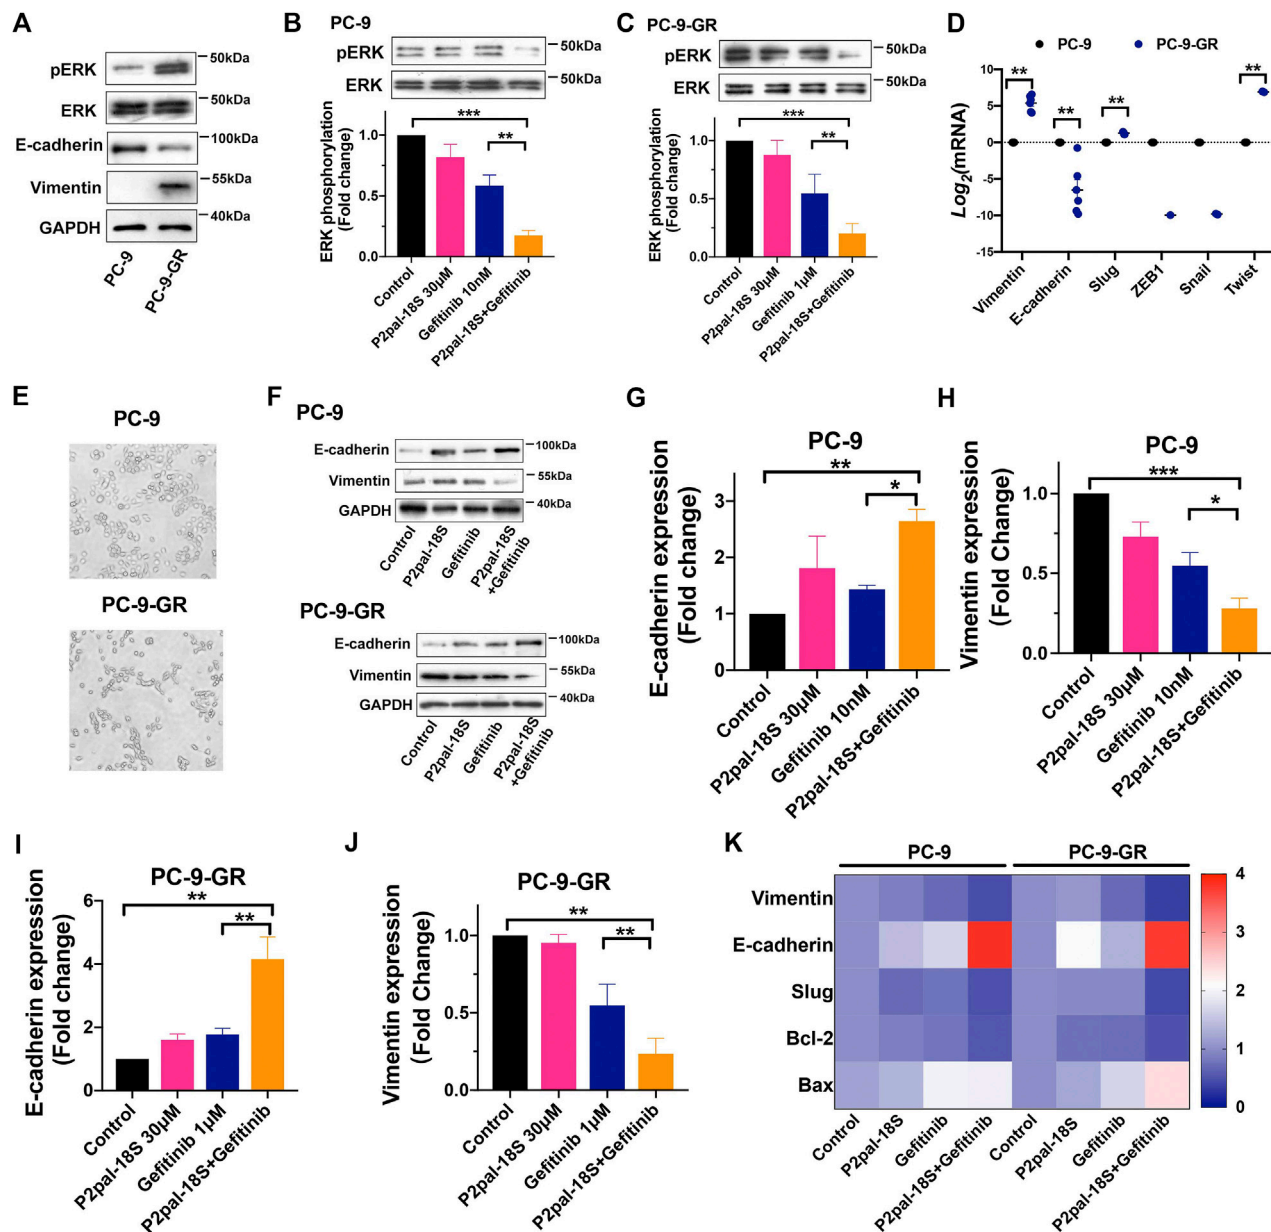 A
pERK
50kDa
ERK
50kDa
E-cadherin
100kDa
Vimentin
55kDa
GAPDH
40kDa
PC-9
PC-9-GR
B
PC-9
pERK
50kDa
ERK
50kDa
ERK phosphorylation
(Fold change)
1.0
0.5
0.0
***
**
Control
P2pal-18S 30µM
Gefitinib 10nM
P2pal-18S+Gefitinib
C
PC-9-GR
pERK
50kDa
ERK
50kDa
ERK phosphorylation
(Fold change)
1.0
0.5
0.0
***
**
Control
P2pal-18S 30µM
Gefitinib 1µM
P2pal-18S+Gefitinib
D
PC-9
PC-9-GR
Log2(mRNA)
10
5
0
-5
-10
-15
**
**
**
**
Vimentin
E-cadherin
Slug
ZEB1
Snail
Twist
E
PC-9
PC-9-GR
F
PC-9
E-cadherin
100kDa
Vimentin
55kDa
GAPDH
40kDa
Control
P2pal-18S
Gefitinib
P2pal-18S
+Gefitinib
PC-9-GR
E-cadherin
100kDa
Vimentin
55kDa
GAPDH
40kDa
Control
P2pal-18S
Gefitinib
P2pal-18S
+Gefitinib
G
PC-9
E-cadherin expression
(Fold change)
3
2
1
0
**
*
Control
P2pal-18S 30µM
Gefitinib 10nM
P2pal-18S+Gefitinib
H
PC-9
Vimentin expression
(Fold Change)
1.0
0.5
0.0
***
*
Control
P2pal-18S 30µM
Gefitinib 10nM
P2pal-18S+Gefitinib
I
PC-9-GR
E-cadherin expression
(Fold change)
6
4
2
0
**
**
Control
P2pal-18S 30µM
Gefitinib 1µM
P2pal-18S+Gefitinib
J
PC-9-GR
Vimentin expression
(Fold Change)
1.0
0.5
0.0
**
**
Control
P2pal-18S 30µM
Gefitinib 1µM
P2pal-18S+Gefitinib
K
PC-9
PC-9-GR
Vimentin
E-cadherin
Slug
Bcl-2
Bax
Control
P2pal-18S
Gefitinib
P2pal-18S+Gefitinib
Control
P2pal-18S
Gefitinib
P2pal-18S+Gefitinib
4
3
2
1
0